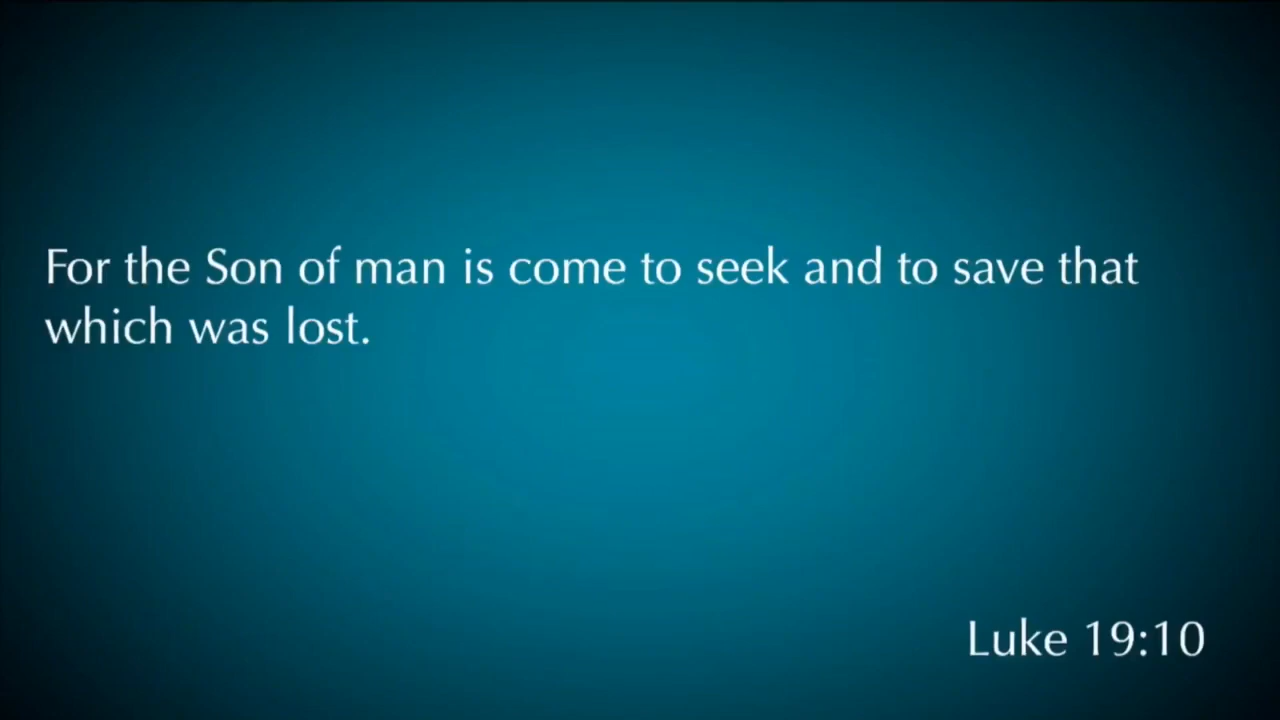 For the Son of man is come to seek and to save that
which was lost.
Luke 19:10